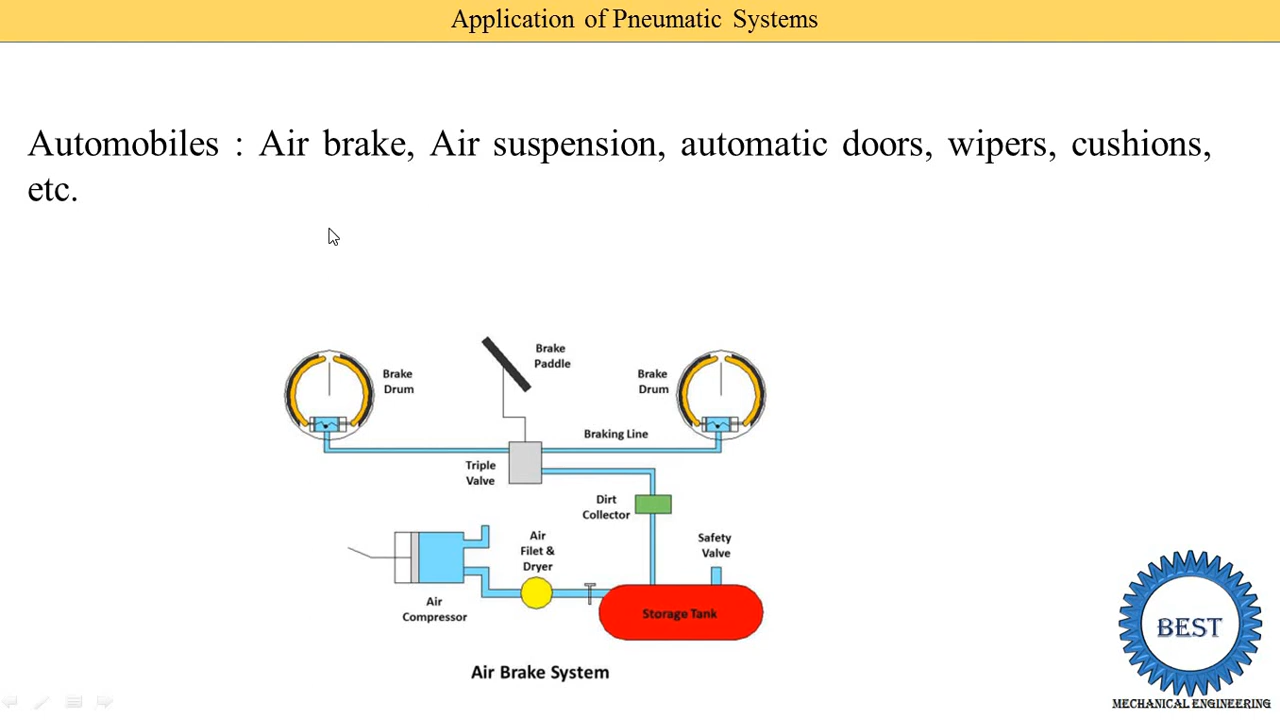 Application of Pneumatic Systems
Automobiles : Air brake, Air suspension, automatic doors, wipers, cushions,
etc.
Brake
Paddle
Brake
Drum
Brake
Drum
Braking Line
Triple
Valve
Dirt
Collector
Air
Filet &
Dryer
Safety
Valve
Air
Compressor
Storage Tank
Air Brake System
BEST
MECHANICAL ENGINEERING